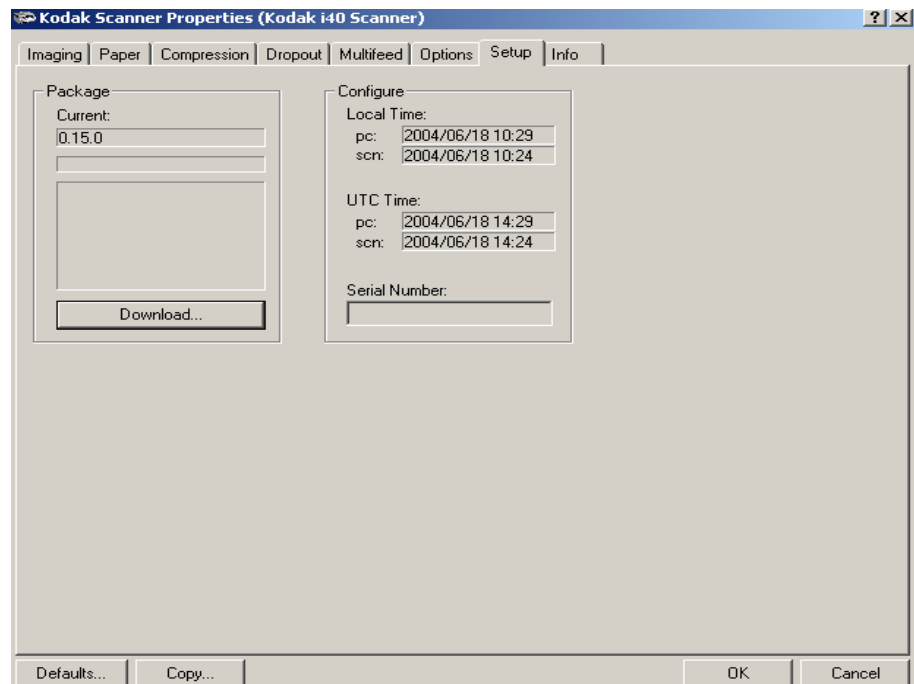 Kodak Scanner Properties (Kodak i40 Scanner)
Imaging Paper Compression Dropout Multifeed Options Setup Info
Package
Current:
0.15.0
Download...
Configure
Local Time:
pc: 2004/06/18 10:29
scn: 2004/06/18 10:24
UTC Time:
pc: 2004/06/18 14:29
scn: 2004/06/18 14:24
Serial Number:
Defaults... Copy... OK Cancel